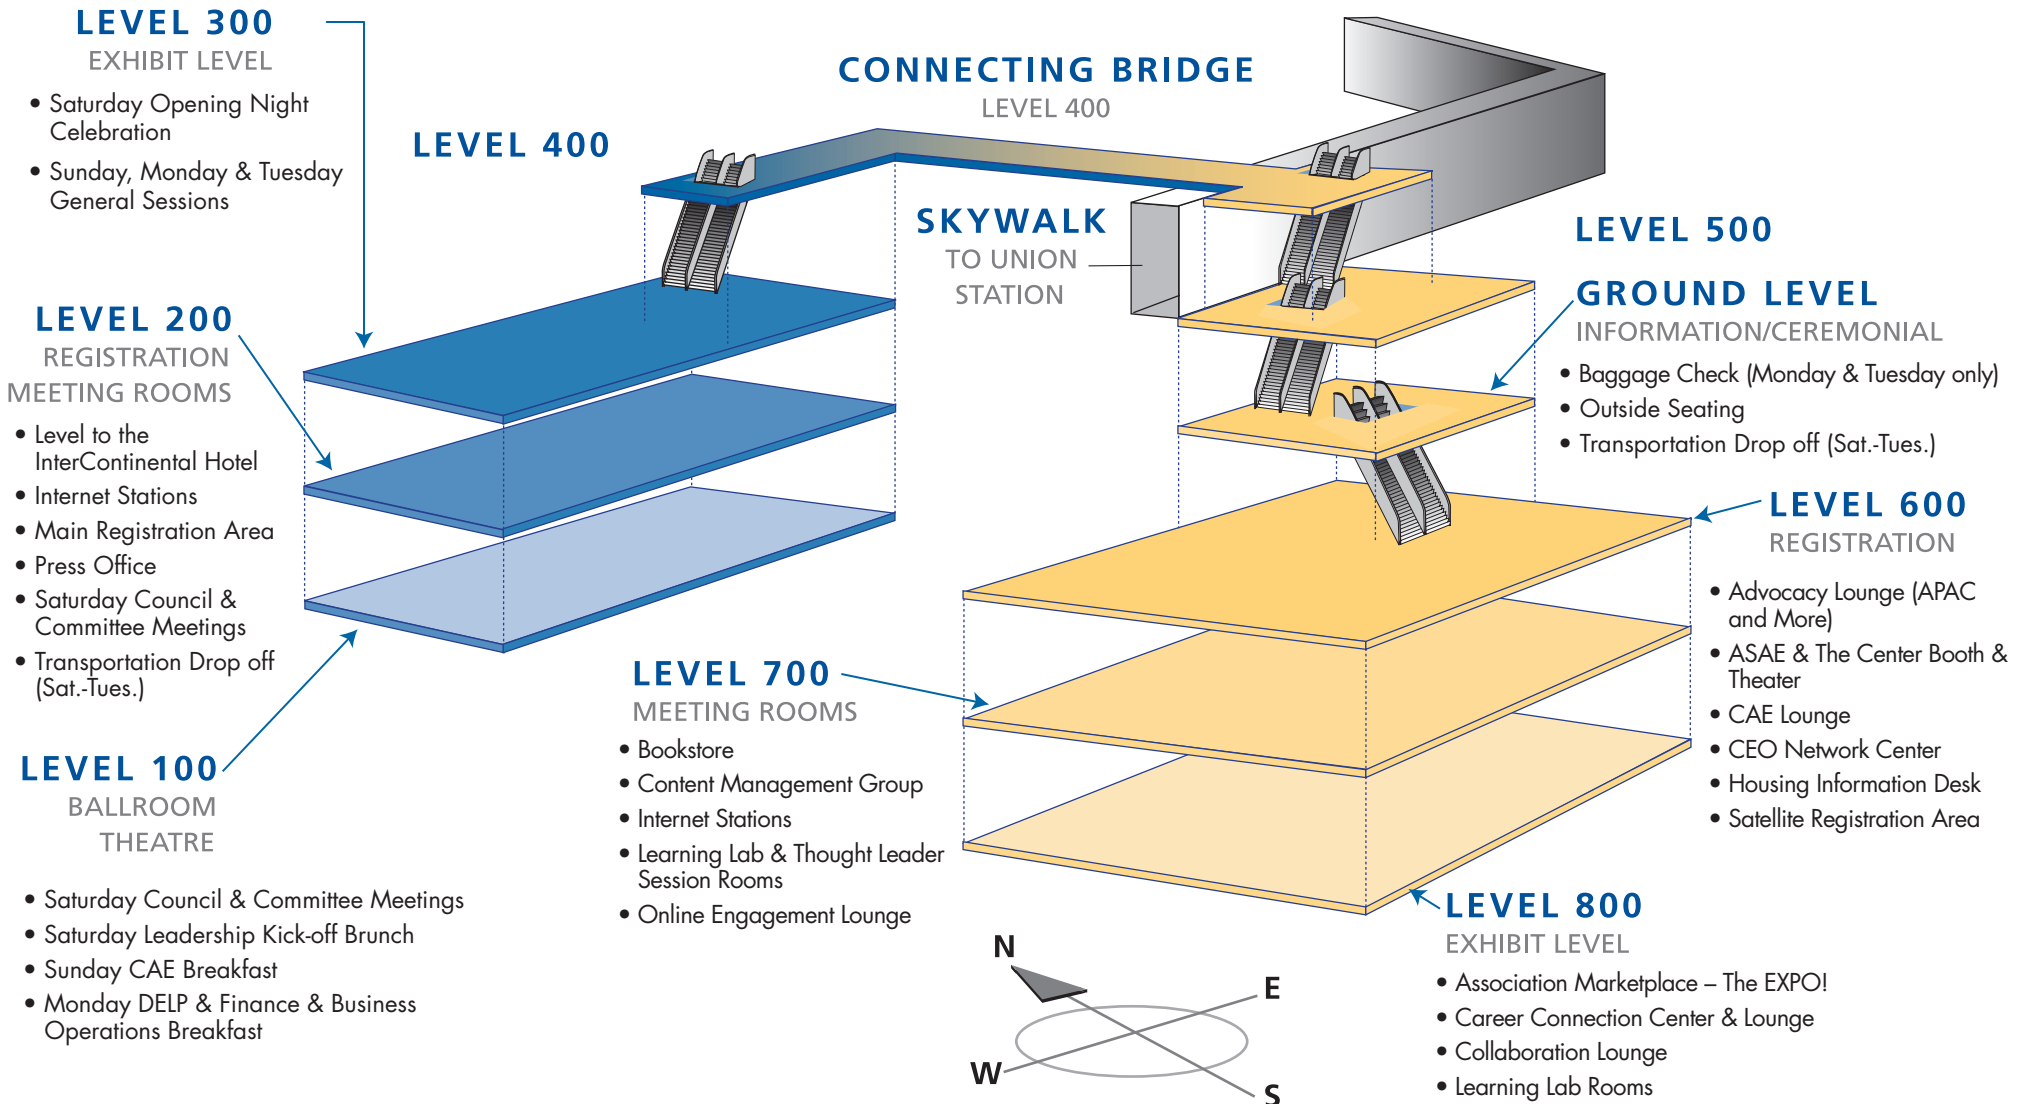 LEVEL 300
EXHIBIT LEVEL
• Saturday Opening Night
Celebration
• Sunday, Monday & Tuesday
General Sessions
LEVEL 400
CONNECTING BRIDGE
LEVEL 400
SKYWALK
TO UNION
STATION
LEVEL 500
GROUND LEVEL
INFORMATION/CEREMONIAL
• Baggage Check (Monday & Tuesday only)
• Outside Seating
• Transportation Drop off (Sat.-Tues.)
LEVEL 200
REGISTRATION
MEETING ROOMS
• Level to the
InterContinental Hotel
• Internet Stations
• Main Registration Area
• Press Office
• Saturday Council &
Committee Meetings
• Transportation Drop off
(Sat.-Tues.)
LEVEL 600
REGISTRATION
• Advocacy Lounge (APAC
and More)
• ASAE & The Center Booth &
Theater
• CAE Lounge
• CEO Network Center
• Housing Information Desk
• Satellite Registration Area
LEVEL 700
MEETING ROOMS
• Bookstore
• Content Management Group
• Internet Stations
• Learning Lab & Thought Leader
Session Rooms
• Online Engagement Lounge
LEVEL 100
BALLROOM
THEATRE
• Saturday Council & Committee Meetings
• Saturday Leadership Kick-off Brunch
• Sunday CAE Breakfast
• Monday DELP & Finance & Business
Operations Breakfast
LEVEL 800
EXHIBIT LEVEL
• Association Marketplace – The EXPO!
• Career Connection Center & Lounge
• Collaboration Lounge
• Learning Lab Rooms
N
E
W
S